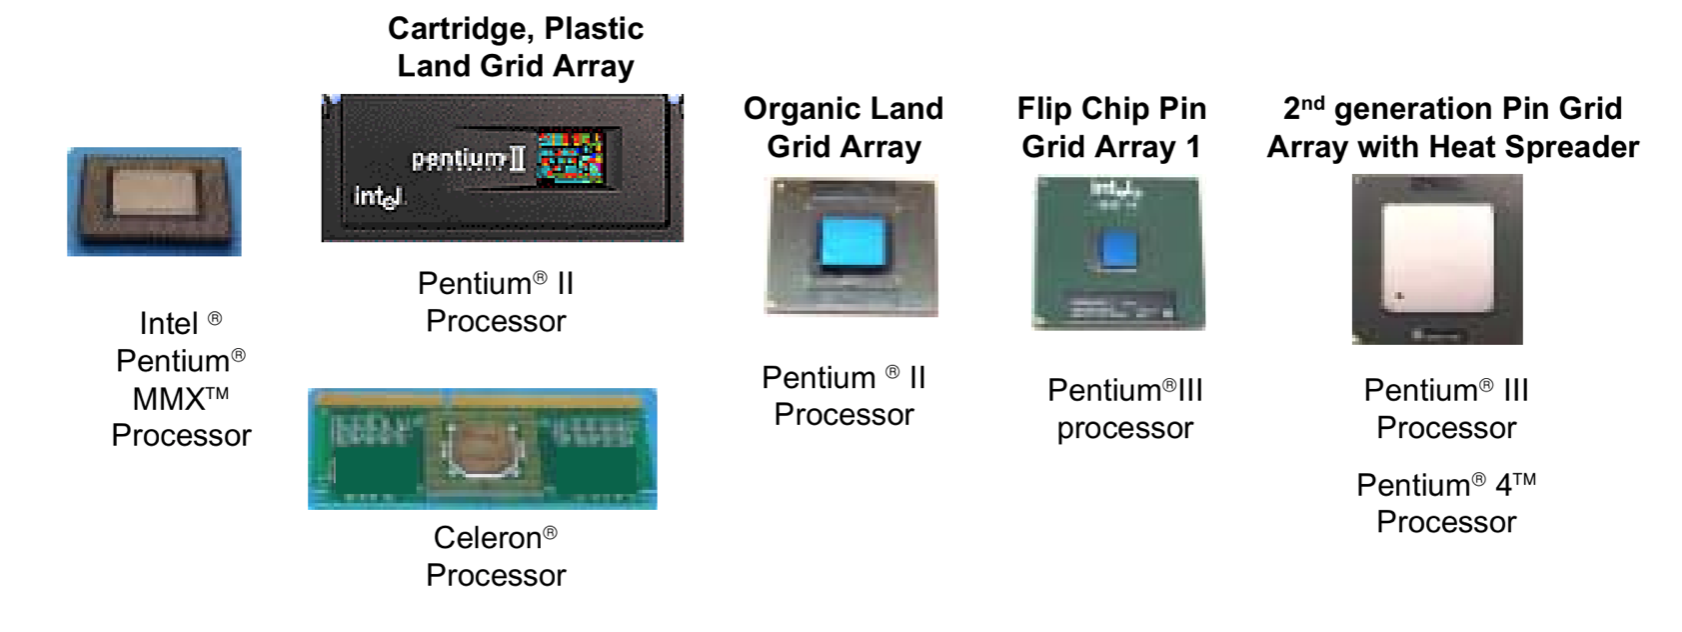 Cartridge, Plastic
Land Grid Array
pentium II
intel.
Pentium® II
Processor
Celeron®
Processor
Intel ®
Pentium®
MMX™
Processor
Organic Land
Grid Array
Pentium ® II
Processor
Flip Chip Pin
Grid Array 1
intel
Pentium®III
processor
2nd generation Pin Grid
Array with Heat Spreader
Pentium® III
Processor
Pentium® 4™
Processor